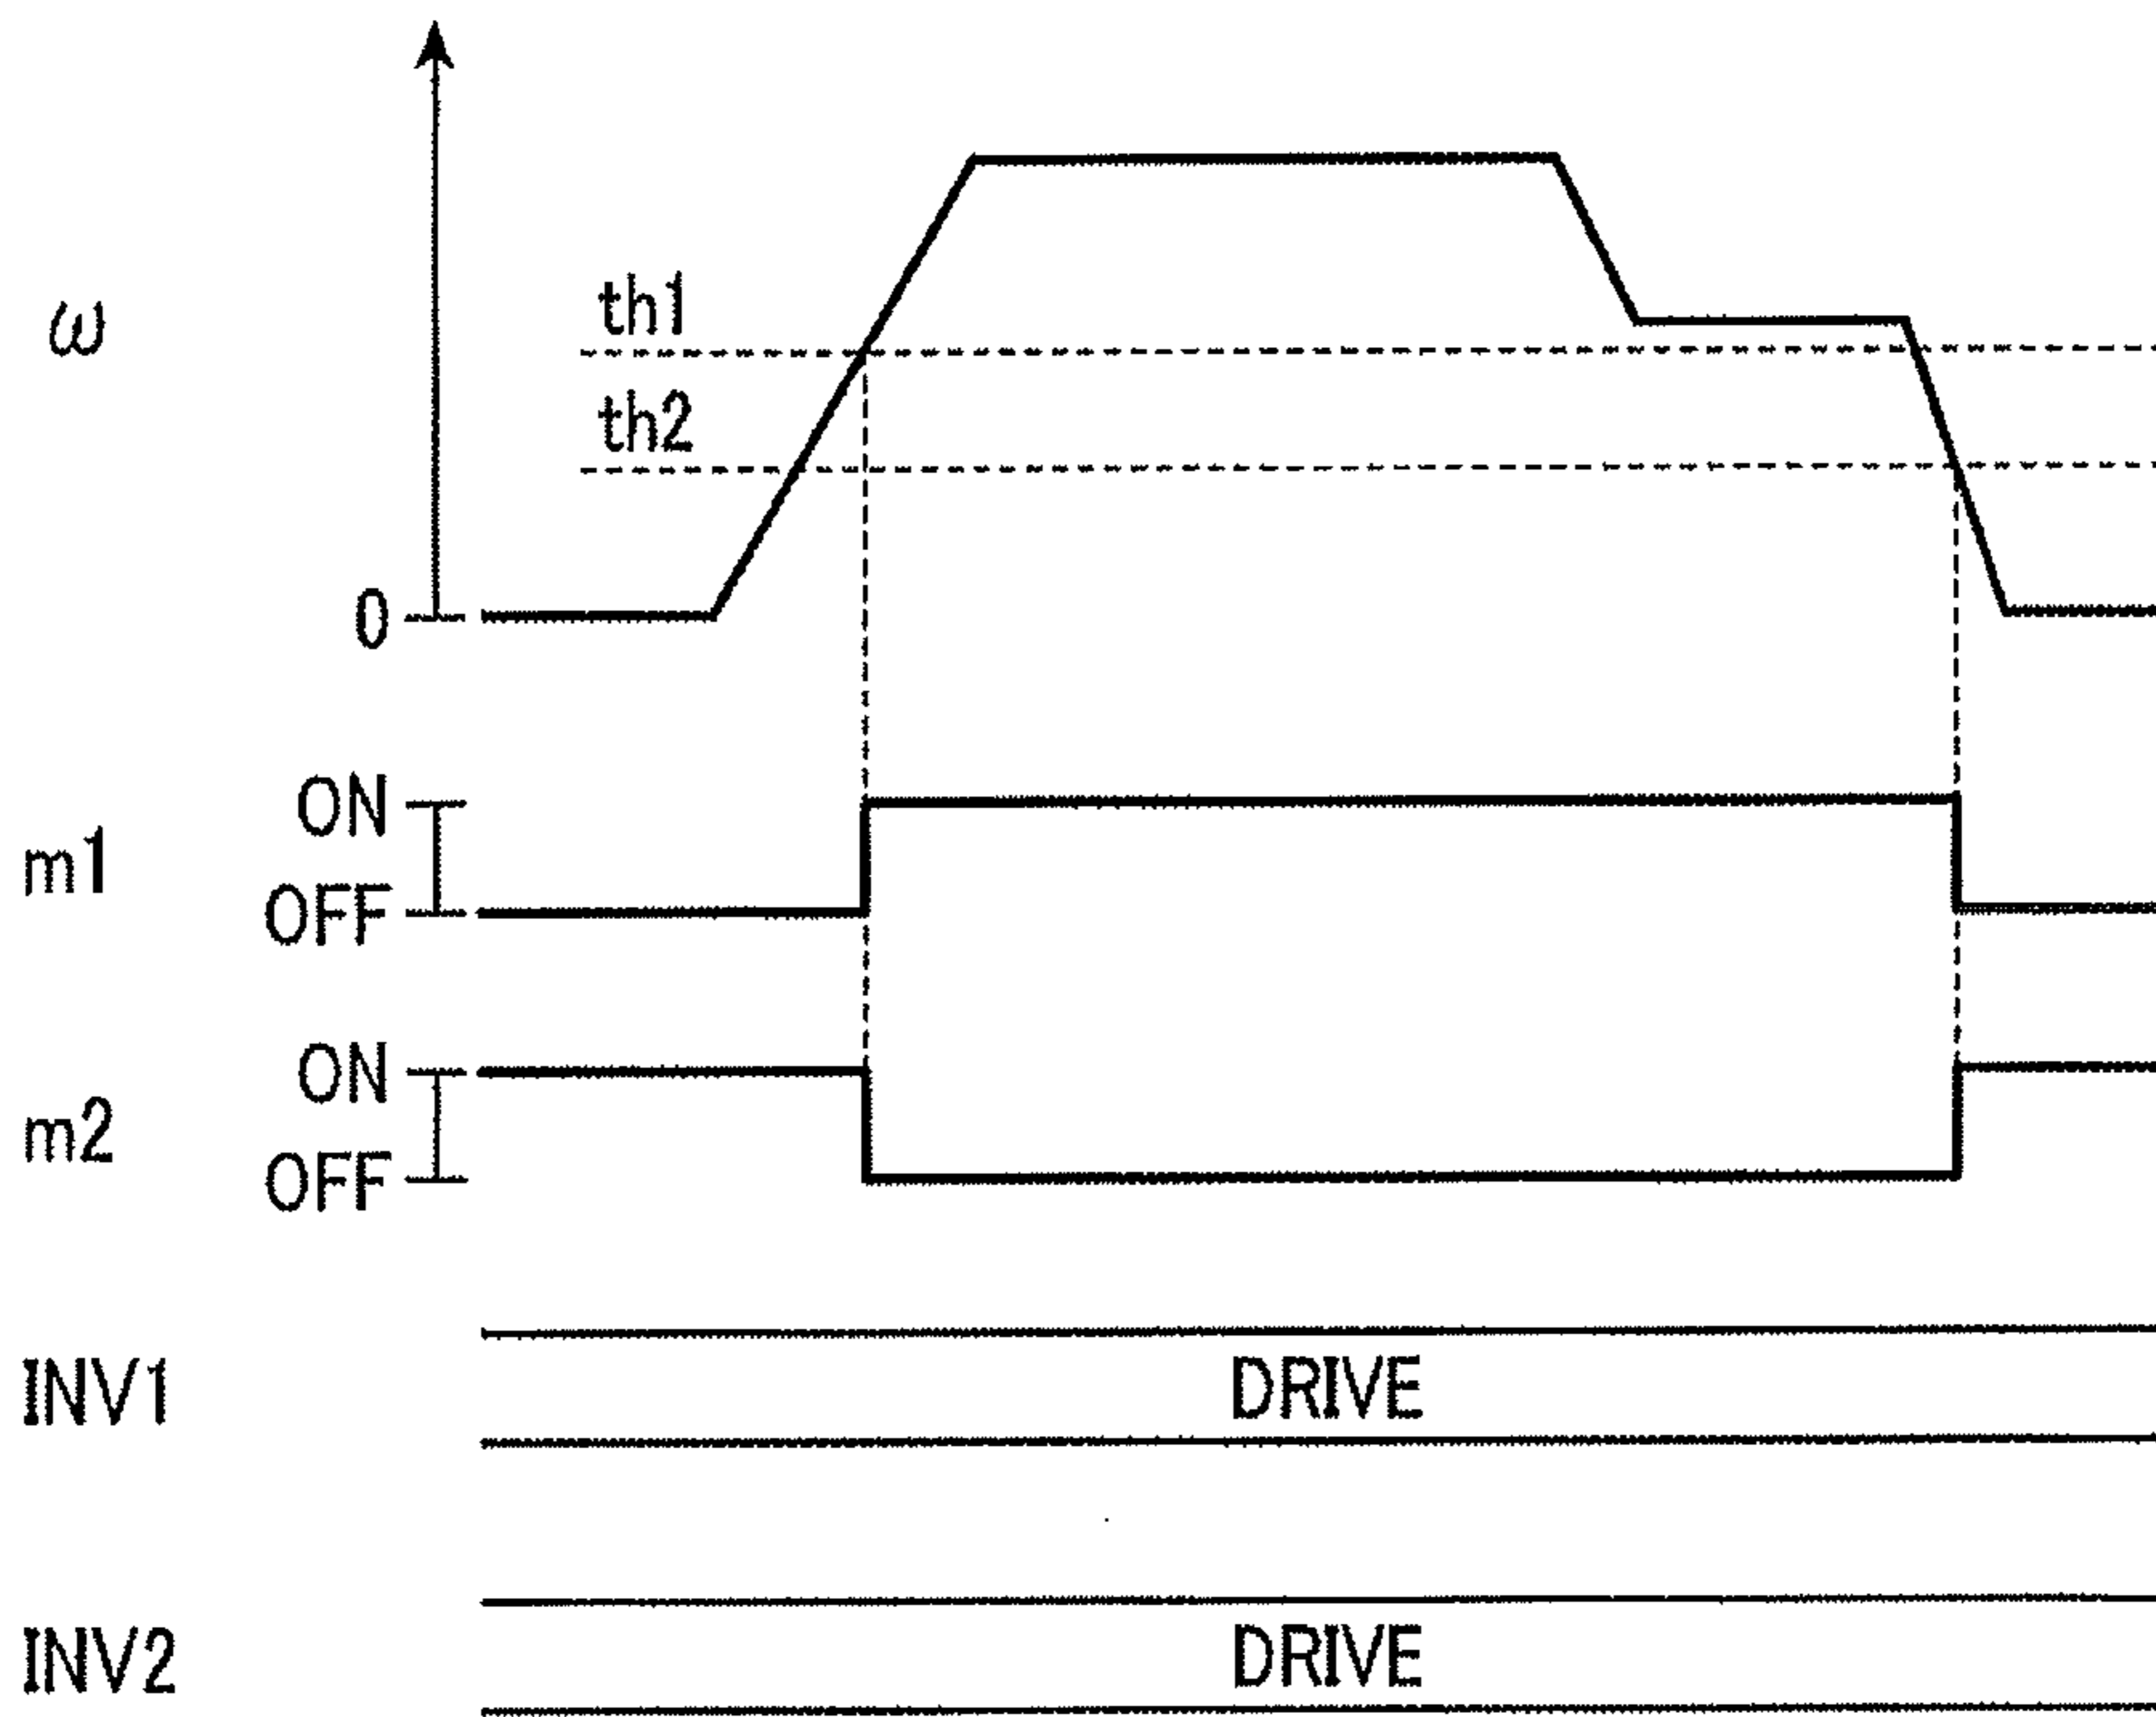 ω
th1
th2
0
m1
ON
OFF
m2
ON
OFF
INV1
DRIVE
INV2
DRIVE